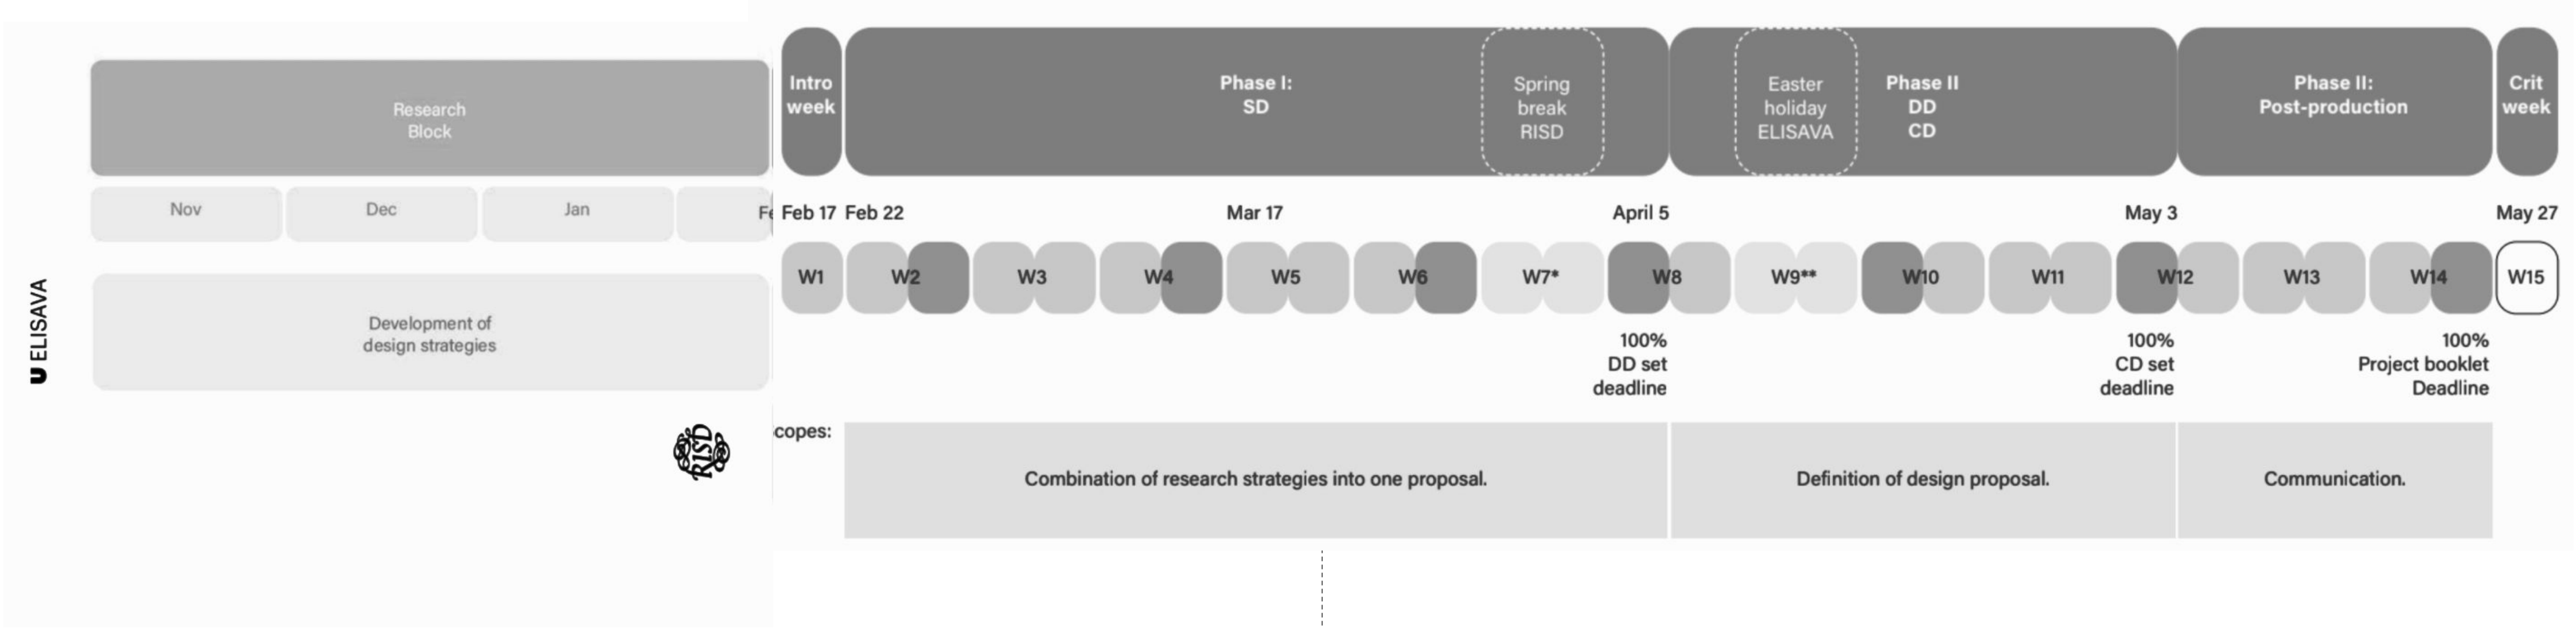 Research
Block
Intro
week
Phase I:
SD
Spring
break
RISD
Easter
holiday
ELISAVA
Phase II
DD
CD
Phase II:
Post-production
Crit
week
Nov
Dec
Jan
Fe
Feb 17
Feb 22
Mar 17
April 5
May 3
May 27
W1
W2
W3
W4
W5
W6
W7*
W8
W9**
W10
W11
W12
W13
W14
W15
Development of
design strategies
100%
DD set
deadline
100%
CD set
deadline
100%
Project booklet
Deadline
U ELISAVA
RISD
copes:
Combination of research strategies into one proposal.
Definition of design proposal.
Communication.